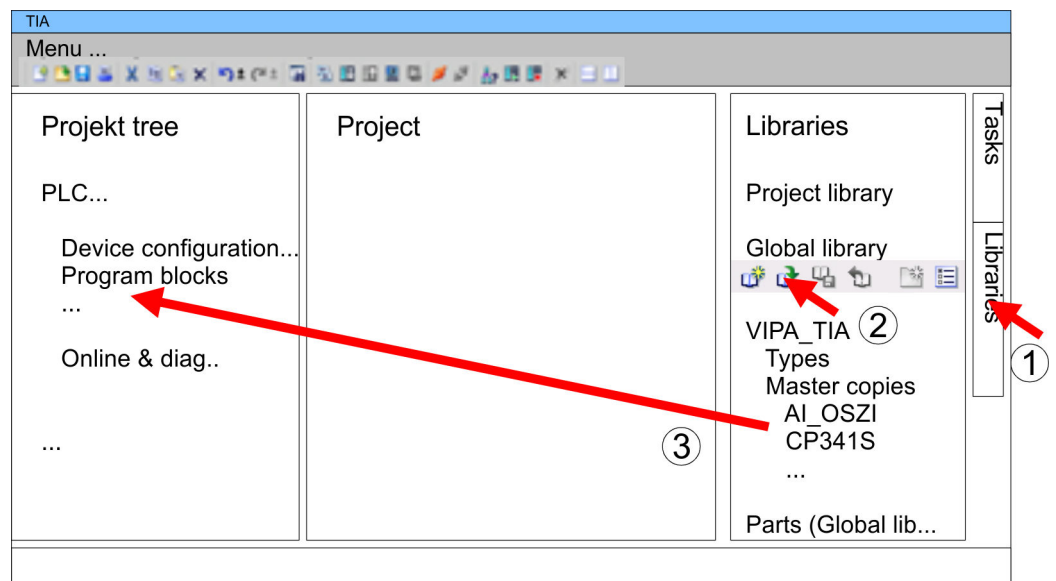 TIA
Menu ...
Projekt tree
PLC...
Device configuration...
Program blocks
...
Online & diag..
...
Project
③
Libraries
Project library
Global library
②
VIPA_TIA
Types
Master copies
AI_OSZI
CP341S
...
Parts (Global lib...
Tasks
Libraries
①